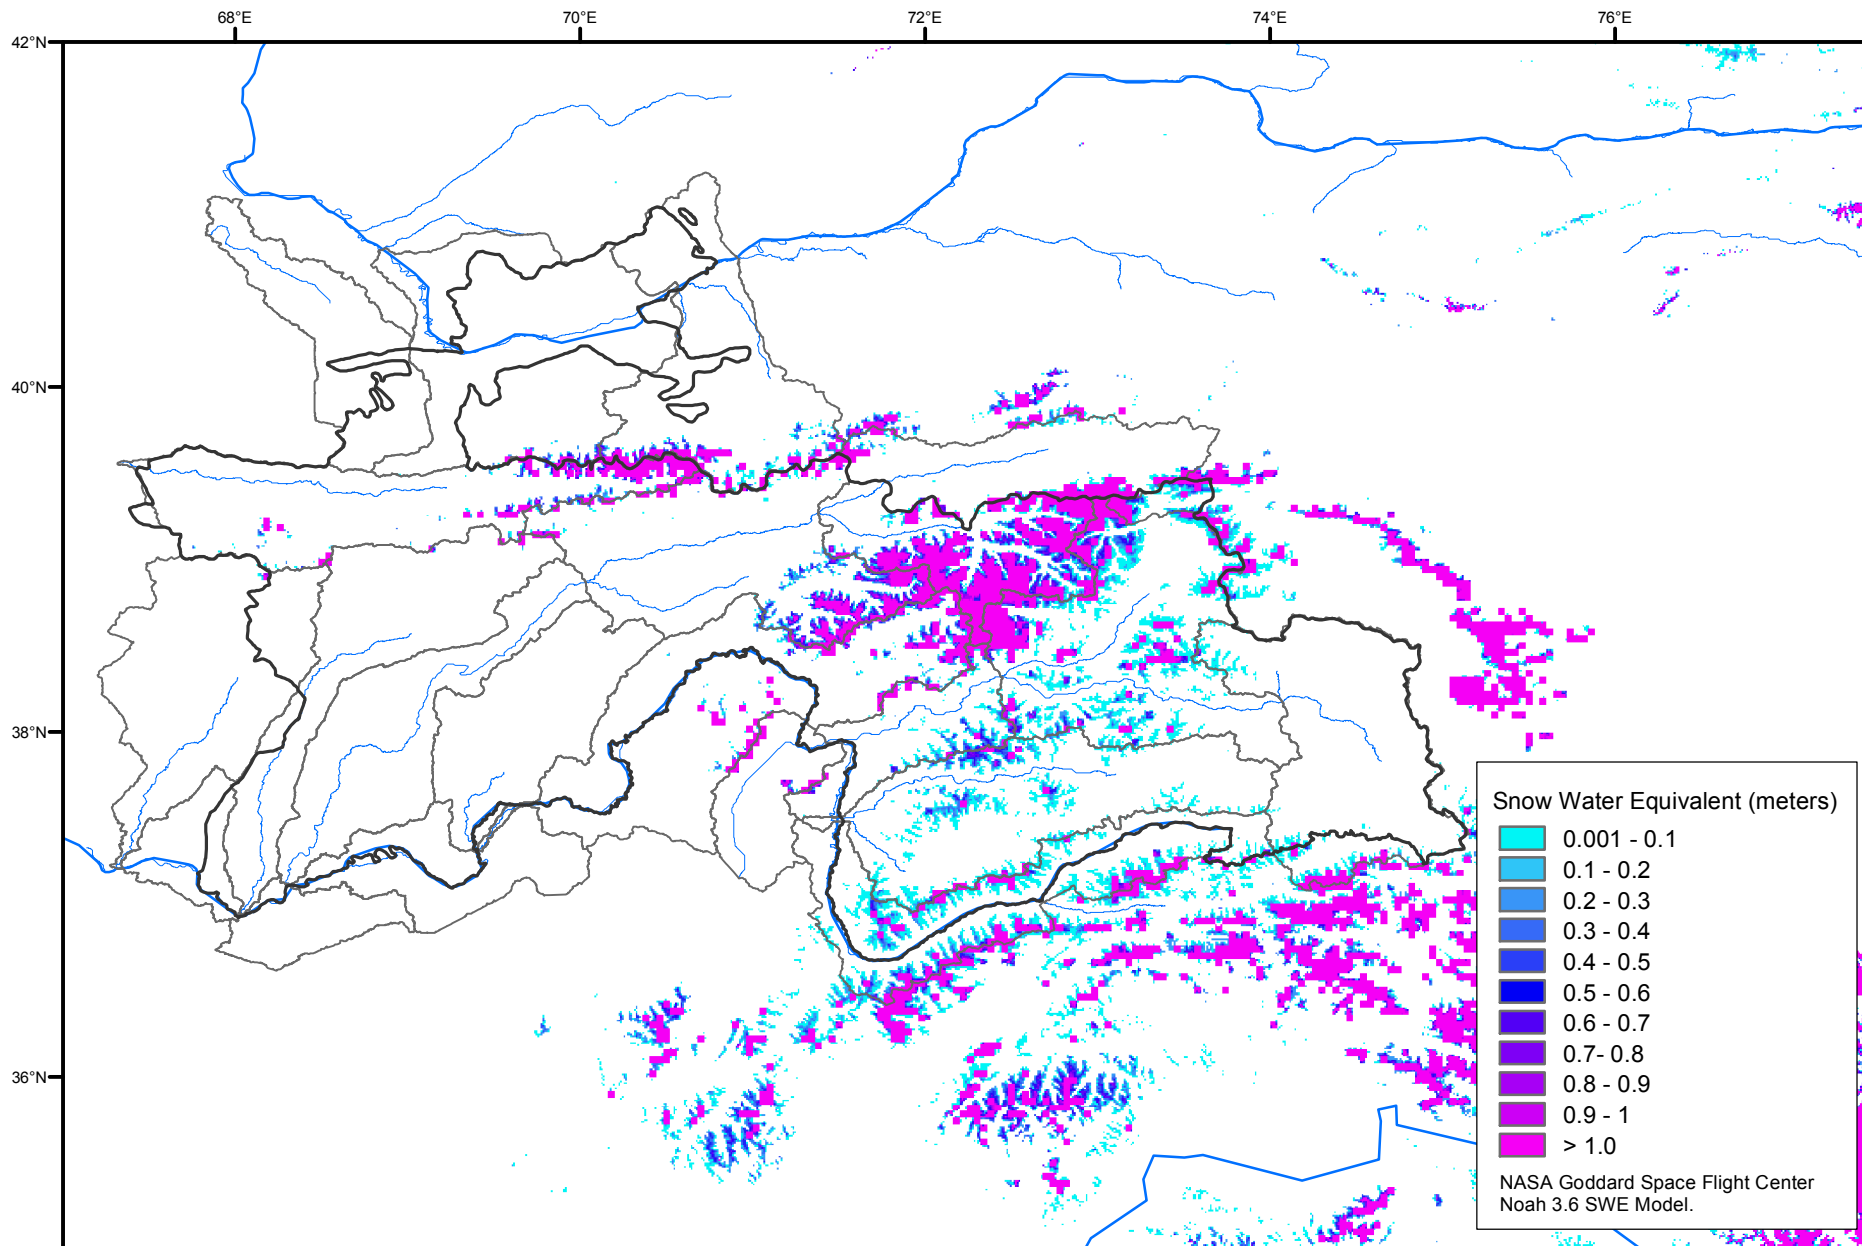 68°E 70°E 72°E 74°E 76°E
42°N
40°N
38°N
36°N
Snow Water Equivalent (meters)
0.001 - 0.1
0.1 - 0.2
0.2 - 0.3
0.3 - 0.4
0.4 - 0.5
0.5 - 0.6
0.6 - 0.7
0.7- 0.8
0.8 - 0.9
0.9 - 1
> 1.0
NASA Goddard Space Flight Center
Noah 3.6 SWE Model.